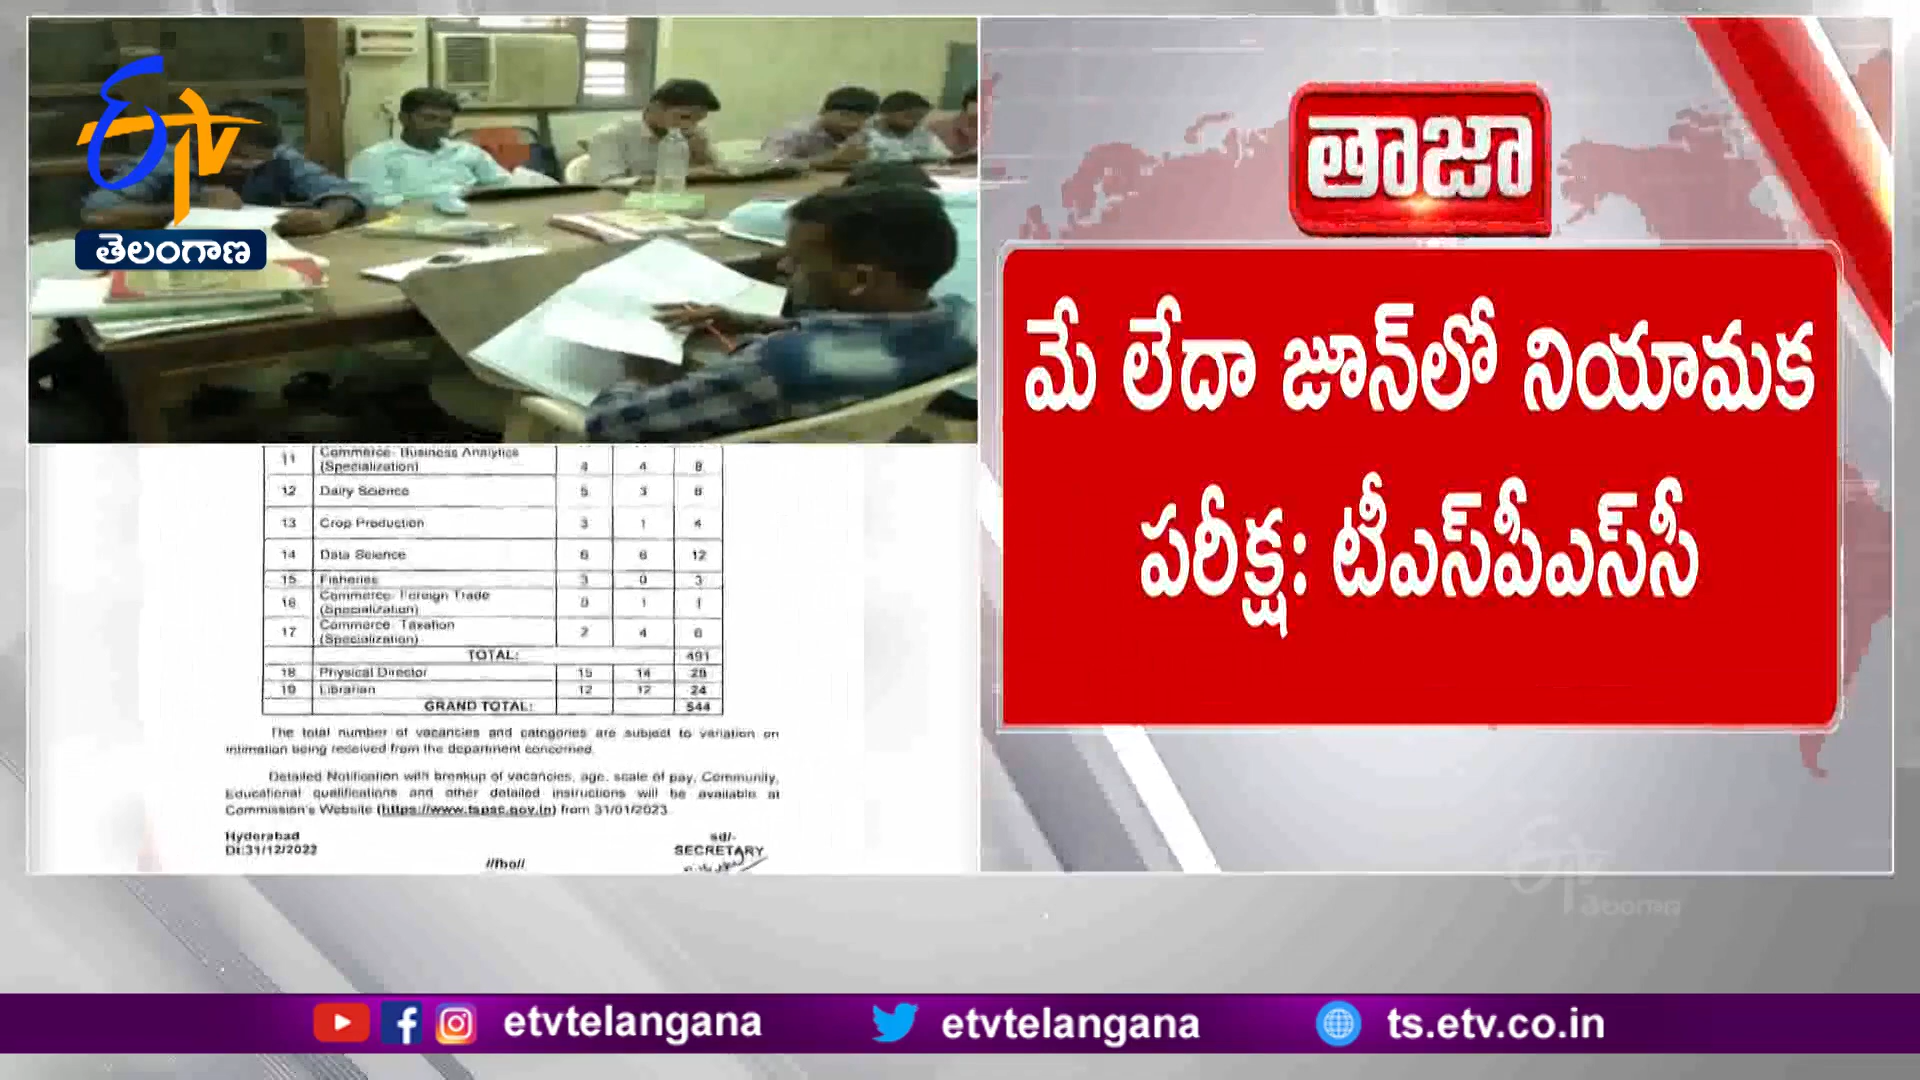 ETV
తెలంగాణ
తాజా
మే లేదా జూన్‌లో నియామక
పరీక్ష: టీఎస్‌పీఎస్‌సీ
11 Commerce- Business Analytics (Specialization) 4 4 8
12 Dairy Science 5 3 8
13 Crop Production 3 1 4
14 Data Science 6 6 12
15 Fisheries 3 0 3
16 Commerce- Foreign Trade (Specialization) 0 1 1
17 Commerce- Taxation (Specialization) 2 4 6
TOTAL: 491
18 Physical Director 15 14 29
19 Librarian 12 12 24
GRAND TOTAL: 544
The total number of vacancies and categories are subject to variation on
intimation being received from the department concerned.
Detailed Notification with breakup of vacancies, age, scale of pay, Community,
Educational qualifications and other detailed instructions will be available at
Commission's Website (https://www.tspsc.gov.in) from 31/01/2023.
Hyderabad sd/-
Dt:31/12/2022 SECRETARY
//fbo//
etvtelangana etvtelangana ts.etv.co.in